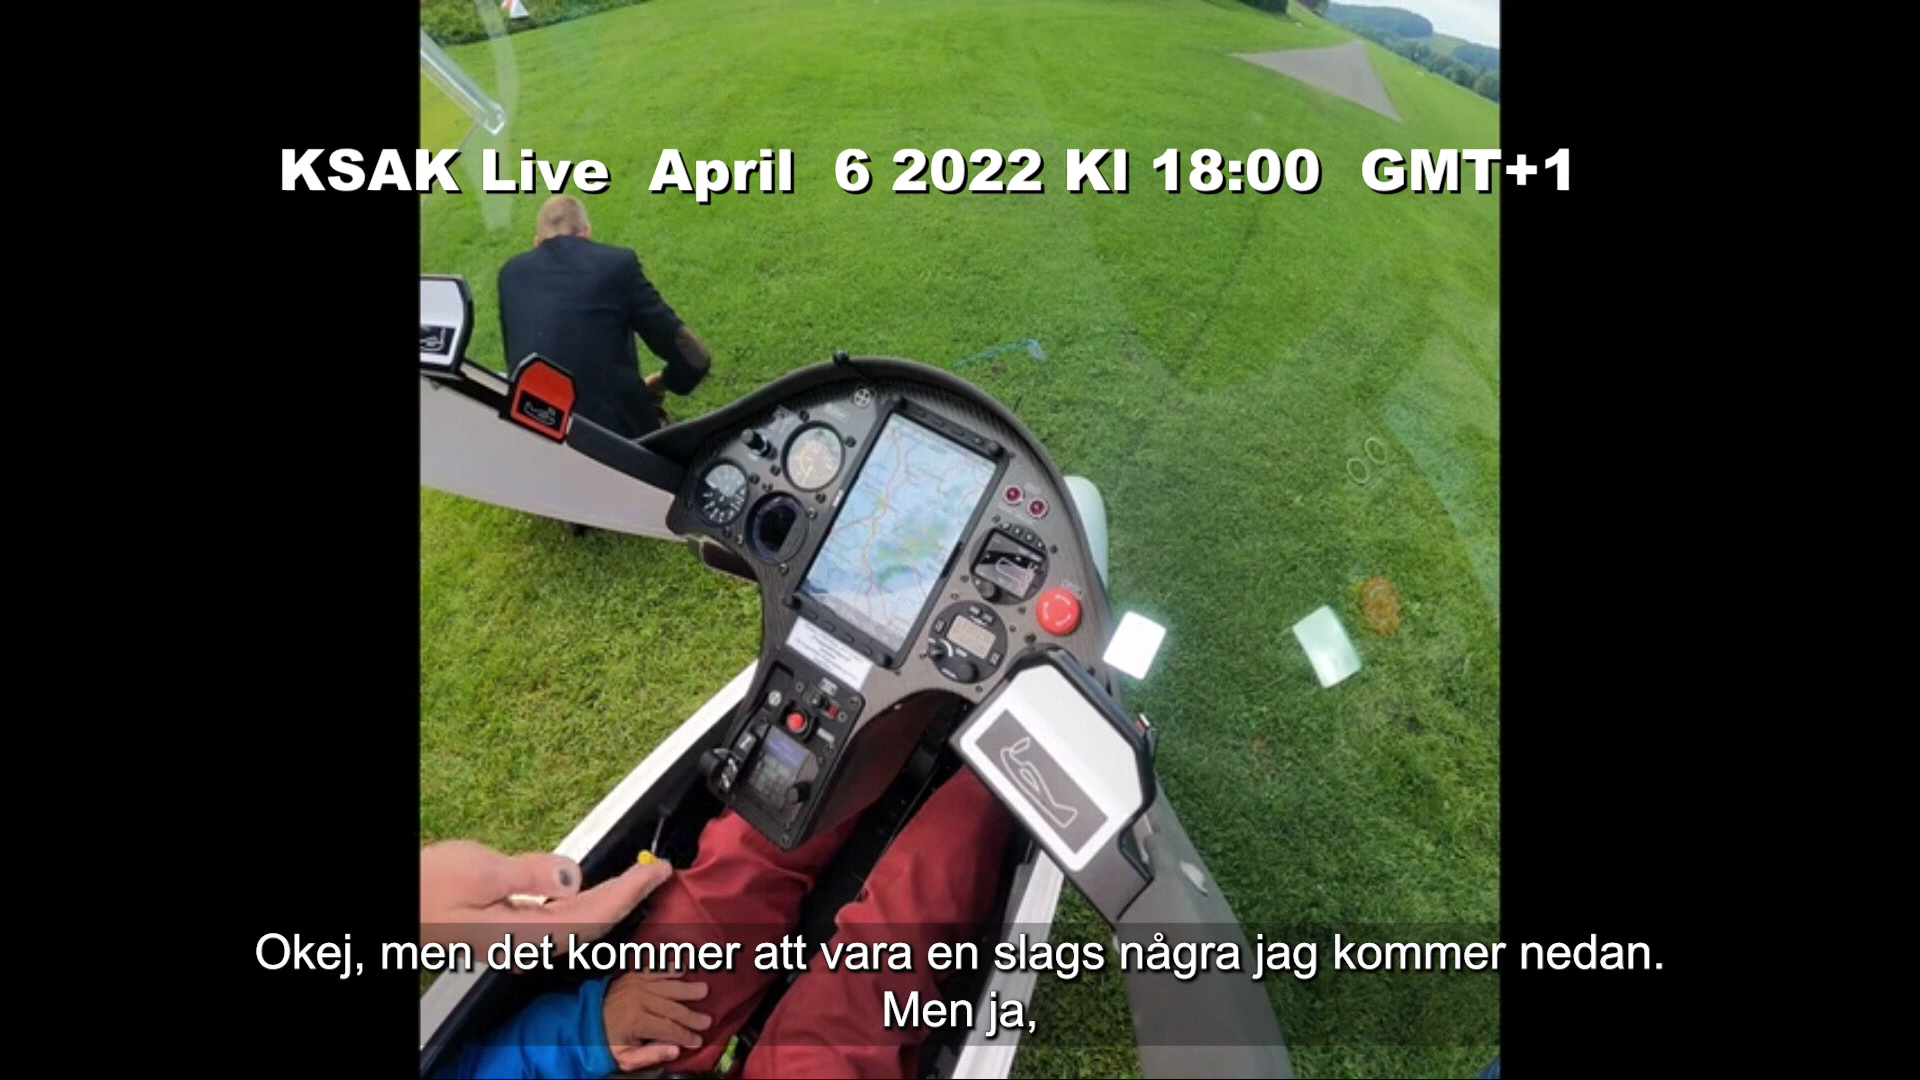 KSAK Live April 6 2022 Kl 18:00 GMT+1
Okej, men det kommer att vara en slags några jag kommer nedan.
Men ja,